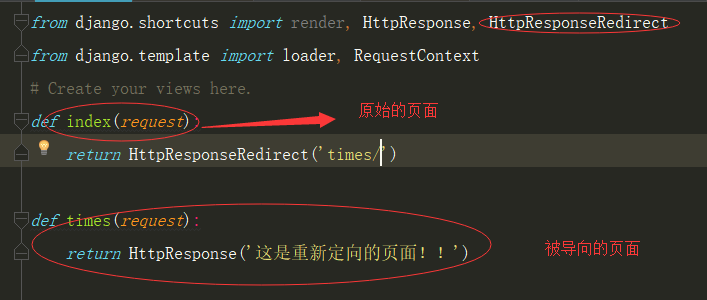 from django.shortcuts import render, HttpResponse, HttpResponseRedirect
from django.template import loader, RequestContext
# Create your views here.
def index(request):
原始的页面
return HttpResponseRedirect('times/')
def times(request):
return HttpResponse('这是重新定向的页面！！')
被导向的页面